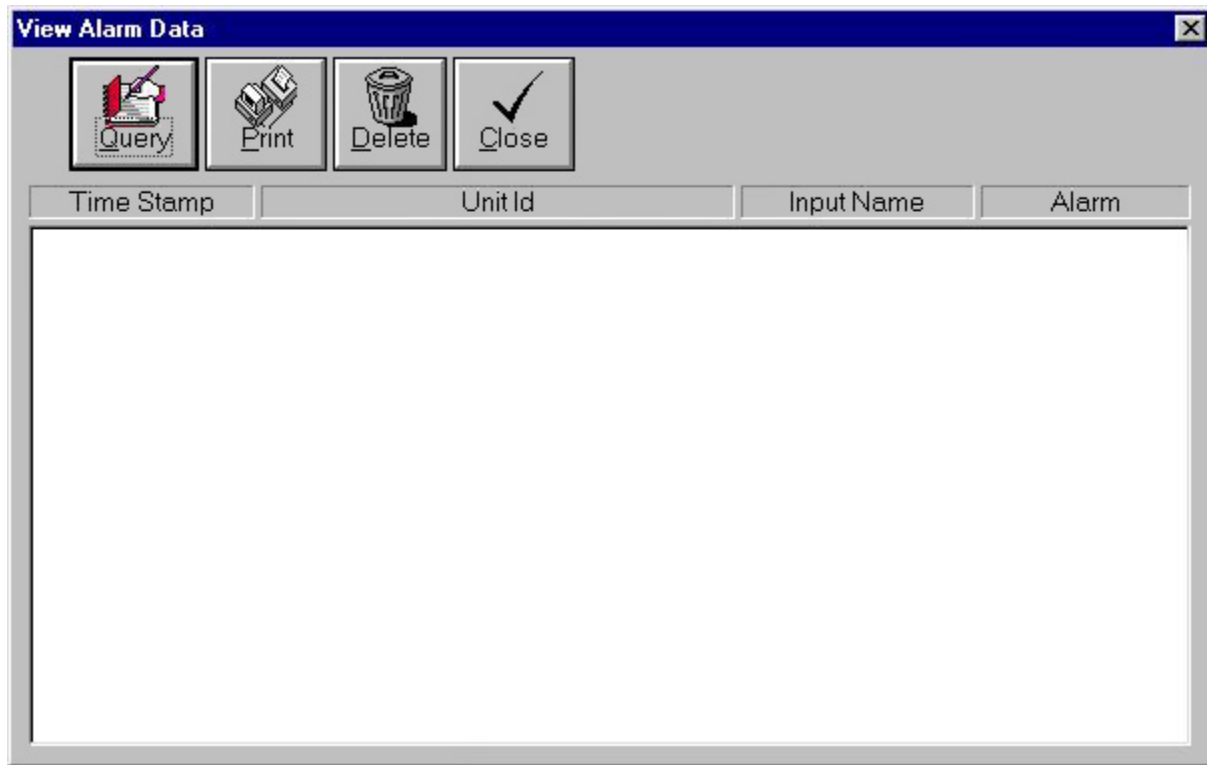 View Alarm Data
Query Print Delete Close
Time Stamp Unit Id Input Name Alarm